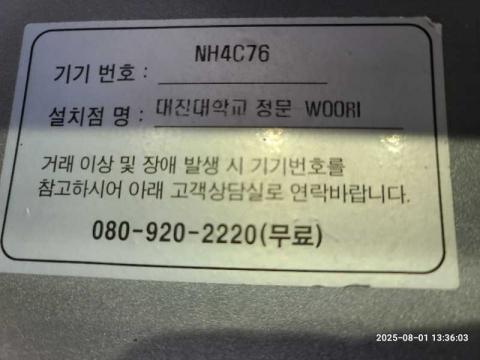 기기 번호 : NH4C76
설치점 명 : 대진대학교 정문 WOORI
거래 이상 및 장애 발생 시 기기번호를
참고하시어 아래 고객상담실로 연락바랍니다.
080-920-2220(무료)
2025-08-01 13:36:03